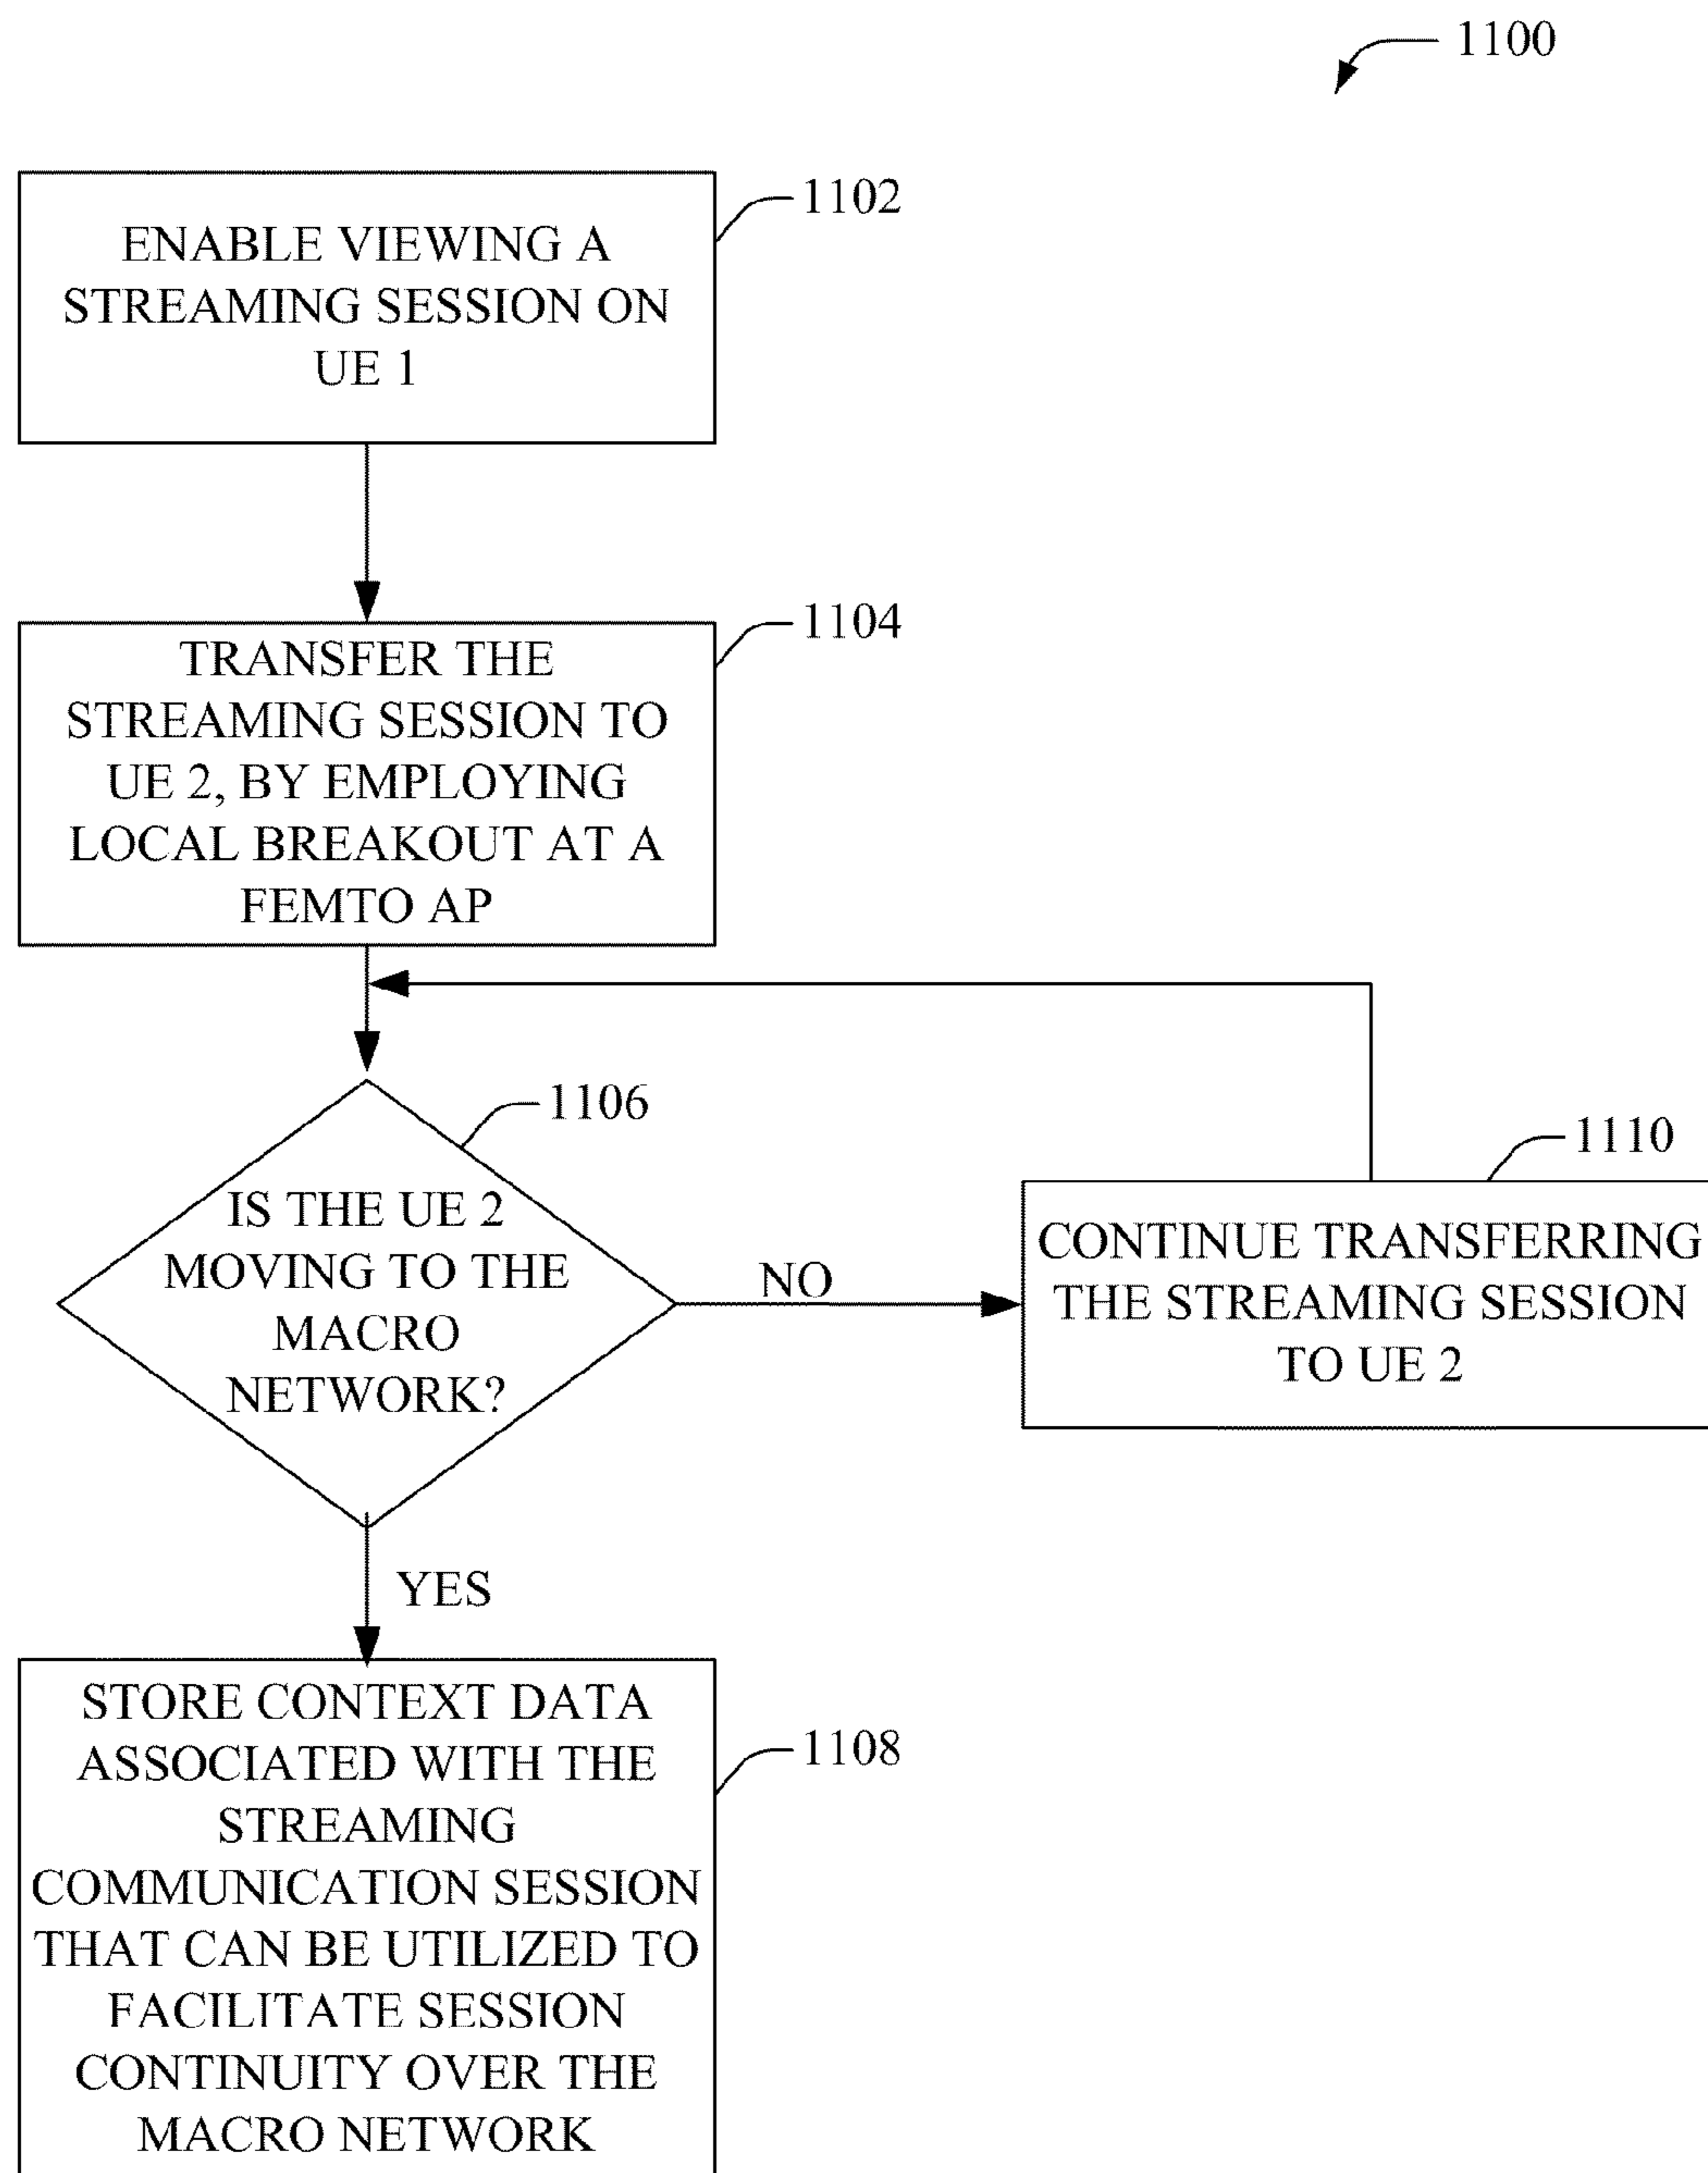 1100
1102
ENABLE VIEWING A
STREAMING SESSION ON
UE 1
1104
TRANSFER THE
STREAMING SESSION TO
UE 2, BY EMPLOYING
LOCAL BREAKOUT AT A
FEMTO AP
1106
IS THE UE 2
MOVING TO THE
MACRO
NETWORK?
NO
1110
CONTINUE TRANSFERRING
THE STREAMING SESSION
TO UE 2
YES
1108
STORE CONTEXT DATA
ASSOCIATED WITH THE
STREAMING
COMMUNICATION SESSION
THAT CAN BE UTILIZED TO
FACILITATE SESSION
CONTINUITY OVER THE
MACRO NETWORK